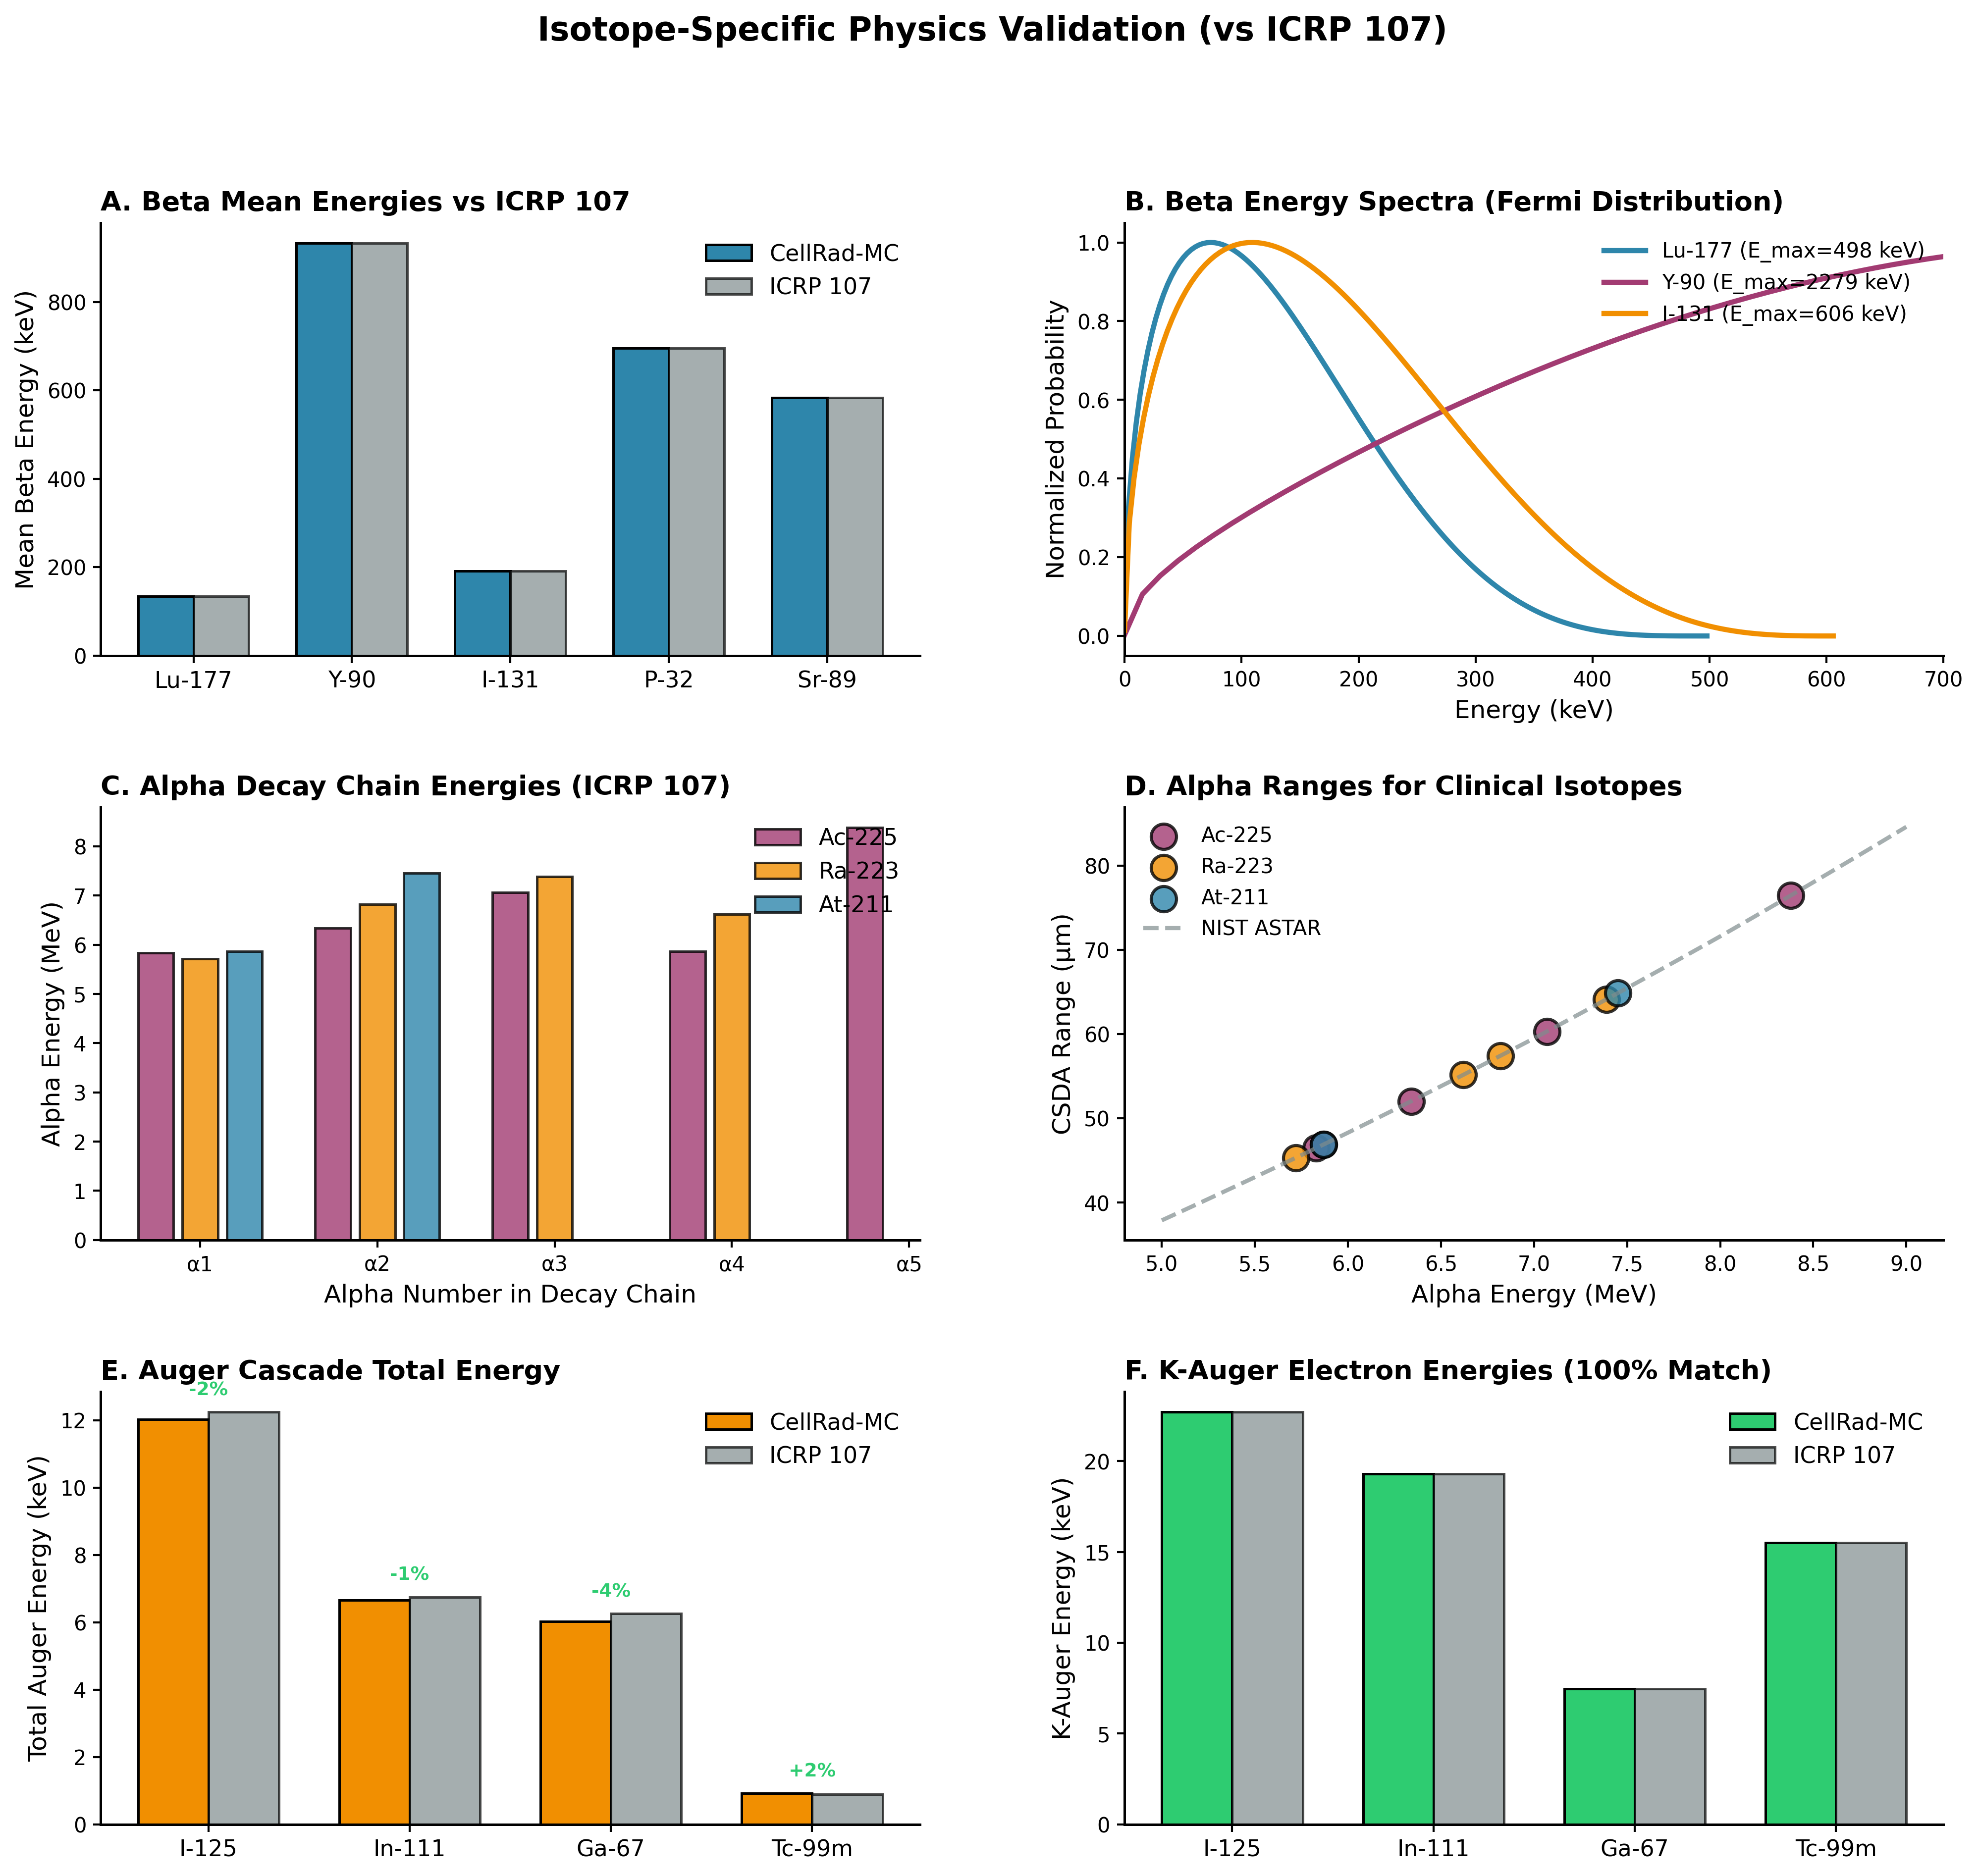 Isotope-Specific Physics Validation (vs ICRP 107)
A. Beta Mean Energies vs ICRP 107
Mean Beta Energy (keV)
800
600
400
200
0
Lu-177
Y-90
I-131
P-32
Sr-89
CellRad-MC
ICRP 107
B. Beta Energy Spectra (Fermi Distribution)
Normalized Probability
1.0
0.8
0.6
0.4
0.2
0.0
0
100
200
300
400
500
600
700
Energy (keV)
Lu-177 (E_max=498 keV)
Y-90 (E_max=2279 keV)
I-131 (E_max=606 keV)
C. Alpha Decay Chain Energies (ICRP 107)
Alpha Energy (MeV)
8
7
6
5
4
3
2
1
0
α1
α2
α3
α4
α5
Alpha Number in Decay Chain
Ac-225
Ra-223
At-211
D. Alpha Ranges for Clinical Isotopes
CSDA Range (μm)
80
70
60
50
40
5.0
5.5
6.0
6.5
7.0
7.5
8.0
8.5
9.0
Alpha Energy (MeV)
Ac-225
Ra-223
At-211
NIST ASTAR
E. Auger Cascade Total Energy
Total Auger Energy (keV)
12
10
8
6
4
2
0
-2%
-1%
-4%
+2%
I-125
In-111
Ga-67
Tc-99m
CellRad-MC
ICRP 107
F. K-Auger Electron Energies (100% Match)
K-Auger Energy (keV)
20
15
10
5
0
I-125
In-111
Ga-67
Tc-99m
CellRad-MC
ICRP 107